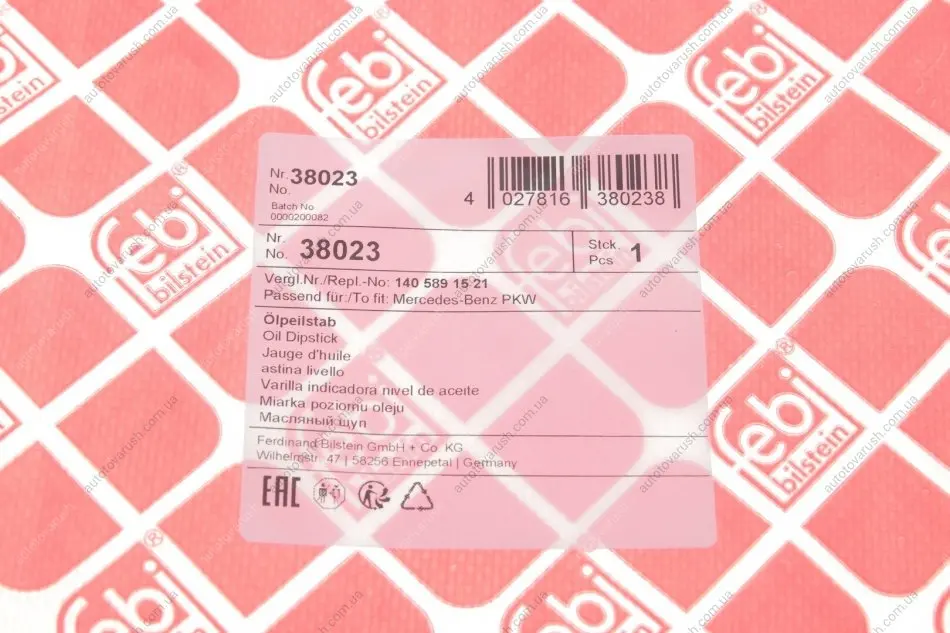 Nr. 38023
No.
Batch No
0000200082
4 027816 380238
Nr.
No. 38023
Stck.
Pcs 1
Vergl.Nr./Repl.-No: 140 589 15 21
Passend für:/To fit: Mercedes-Benz PKW
Ölpeilstab
Oil Dipstick
Jauge d'huile
astina livello
Varilla indicadora nivel de aceite
Miarka poziomu oleju
Масляный щуп
Ferdinand Bilstein GmbH + Co. KG
Wilhelmstr. 47 | 58256 Ennepetal | Germany
EAC
febi
bilstein
autotovarush.com.ua